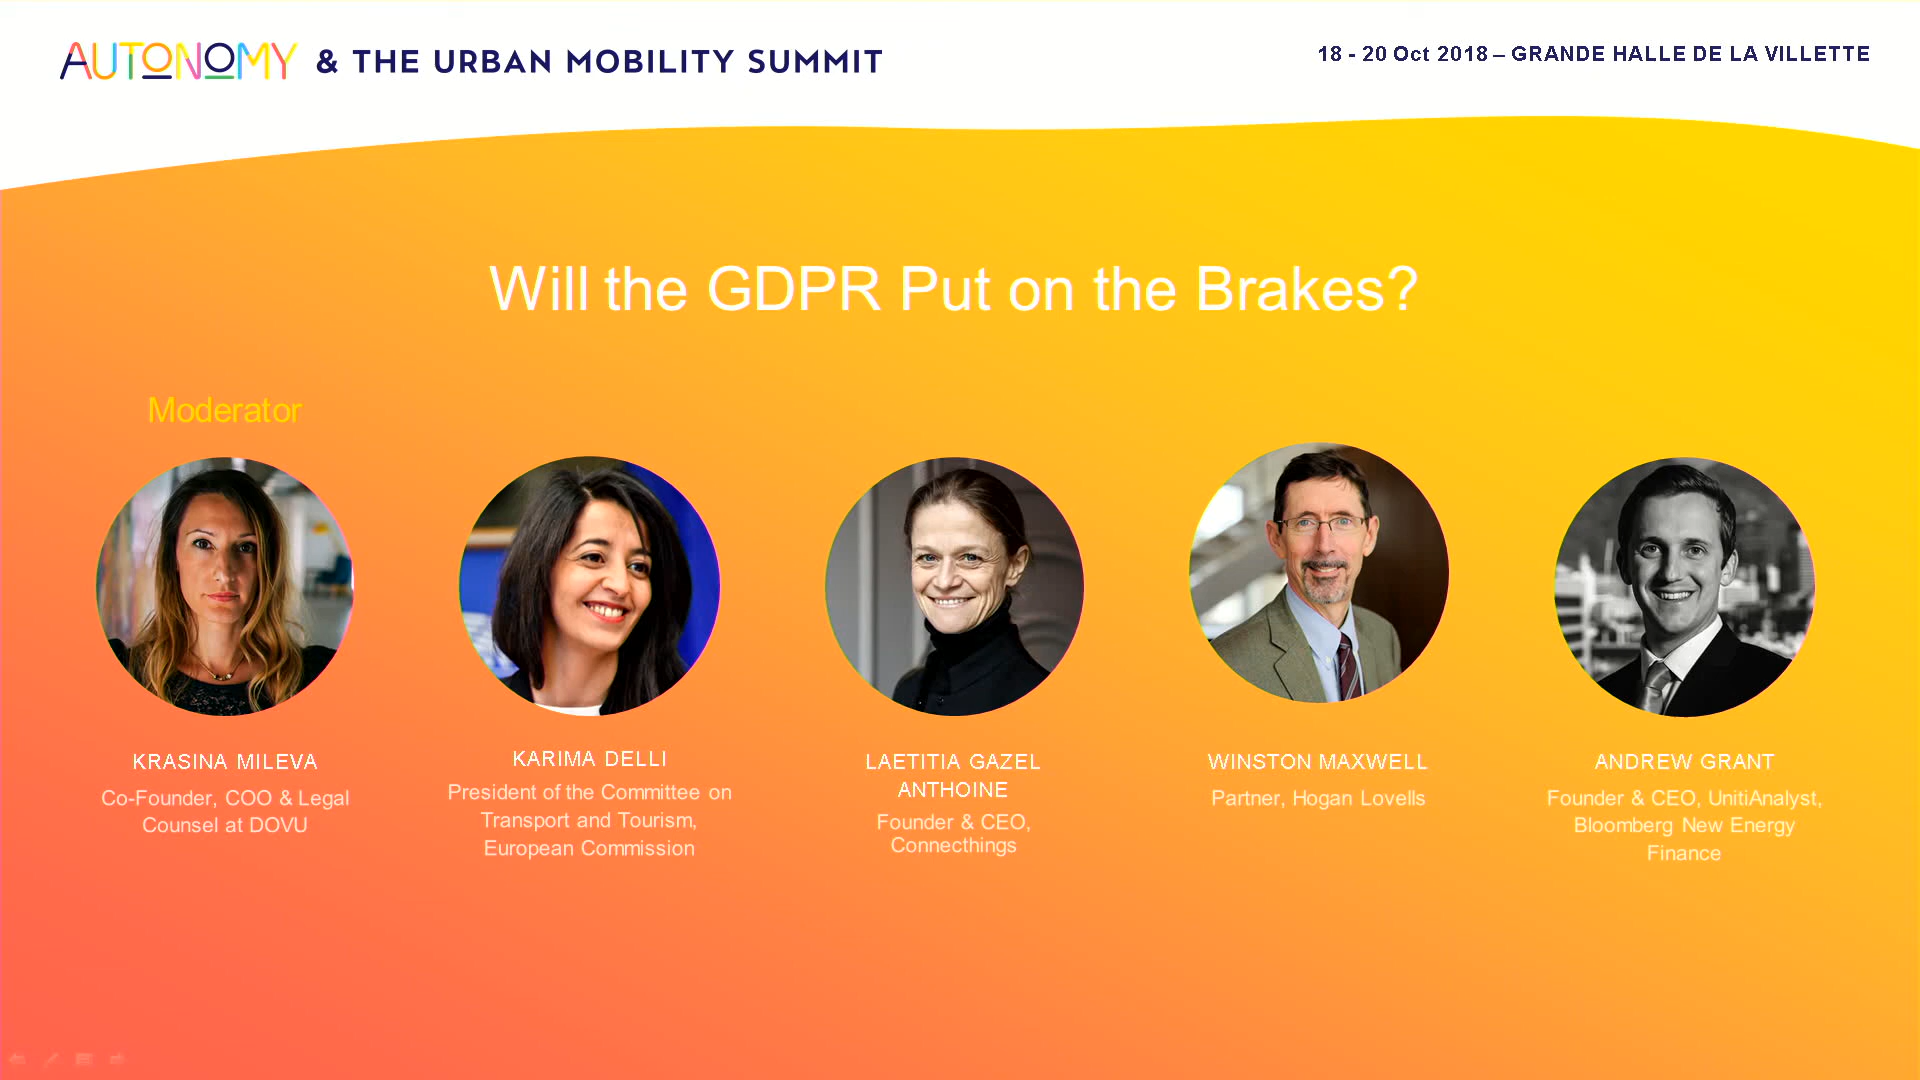 AUTONOMY & THE URBAN MOBILITY SUMMIT
18 - 20 Oct 2018 – GRANDE HALLE DE LA VILLETTE
Will the GDPR Put on the Brakes?
Moderator
KRASINA MILEVA
Co-Founder, COO & Legal
Counsel at DOVU
KARIMA DELLI
President of the Committee on
Transport and Tourism,
European Commission
LAETITIA GAZEL
ANTHOINE
Founder & CEO,
Connecthings
WINSTON MAXWELL
Partner, Hogan Lovells
ANDREW GRANT
Founder & CEO, UnitiAnalyst,
Bloomberg New Energy
Finance